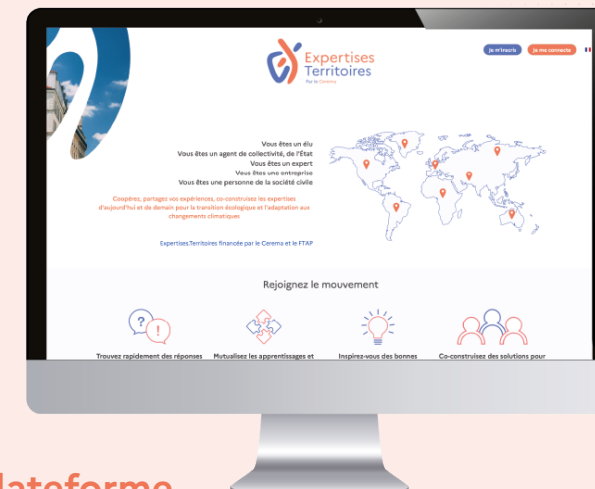 Expertises
Territoires
Par le Cerema
Je m'inscris
Je me connecte
Vous êtes un élu
Vous êtes un agent de collectivité, de l'État
Vous êtes un expert
Vous êtes une entreprise
Vous êtes une personne de la société civile
Coopérez, partagez vos expériences, co-construisez les expertises
d'aujourd'hui et de demain pour la transition écologique et l'adaptation aux
changements climatiques
Expertises.Territoires financée par le Cerema et le FTAP
Rejoignez le mouvement
?
!
Trouvez rapidement des réponses
Mutualisez les apprentissages et
Inspirez-vous des bonnes
Co-construisez des solutions pour
lateforme